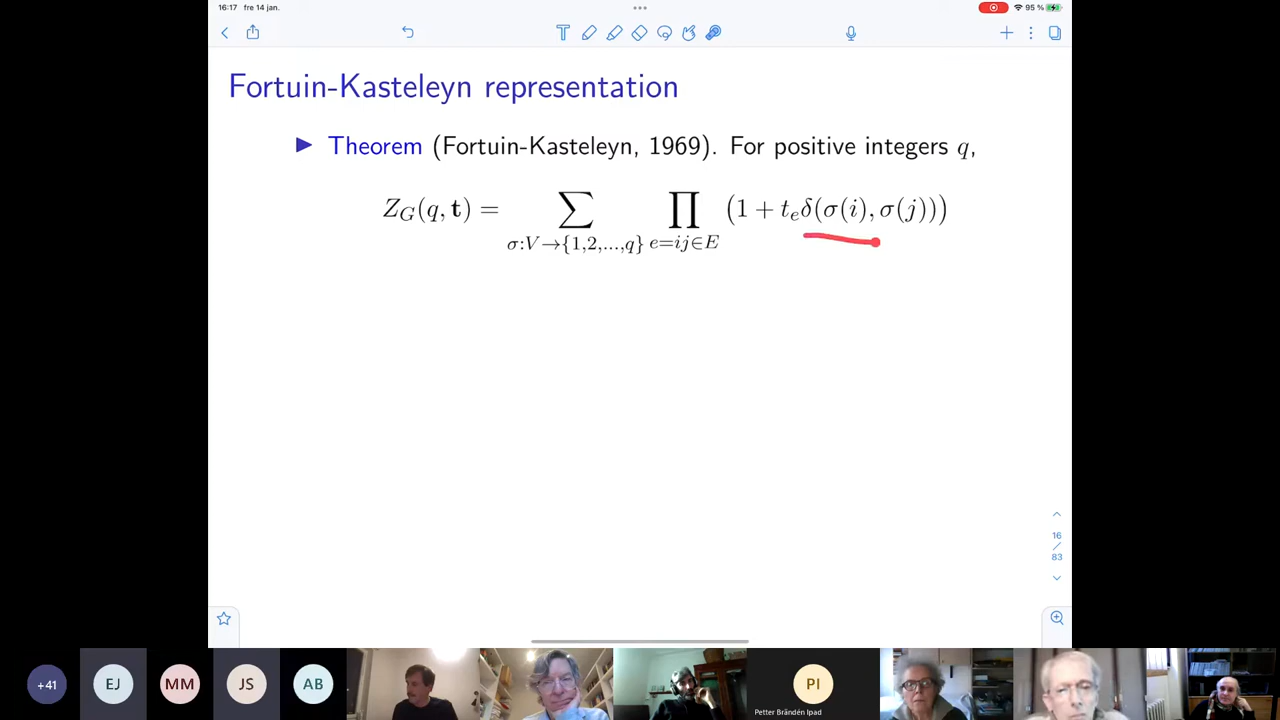 16:17 fre 14 jan.
95 %
Fortuin-Kasteleyn representation
▶ Theorem (Fortuin-Kasteleyn, 1969). For positive integers q,
Z_G(q, t) = ∑_{σ:V→{1,2,...,q}} ∏_{e=ij∈E} (1 + t_e δ(σ(i), σ(j)))
16
/
83
+41
EJ
MM
JS
AB
PI
Petter Brändén Ipad